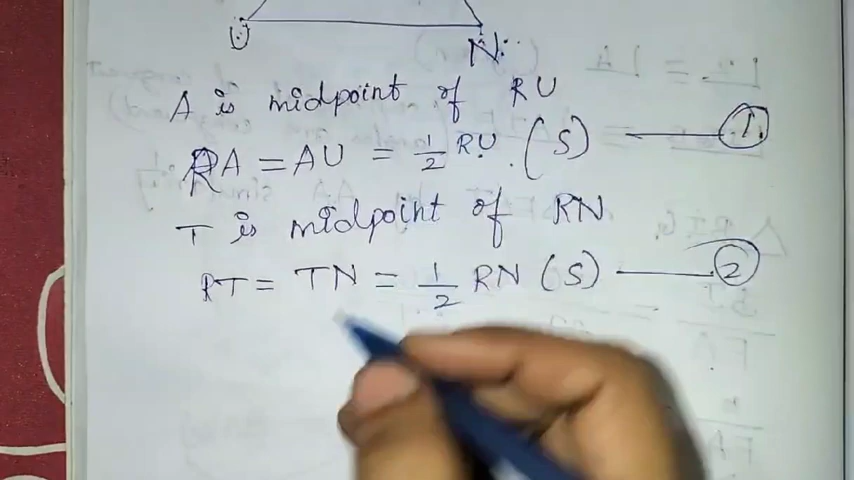 U
N
A is midpoint of RU
RA = AU = 1/2 RU. (S) — 1.
T is midpoint of RN
RT = TN = 1/2 RN (S) — 2